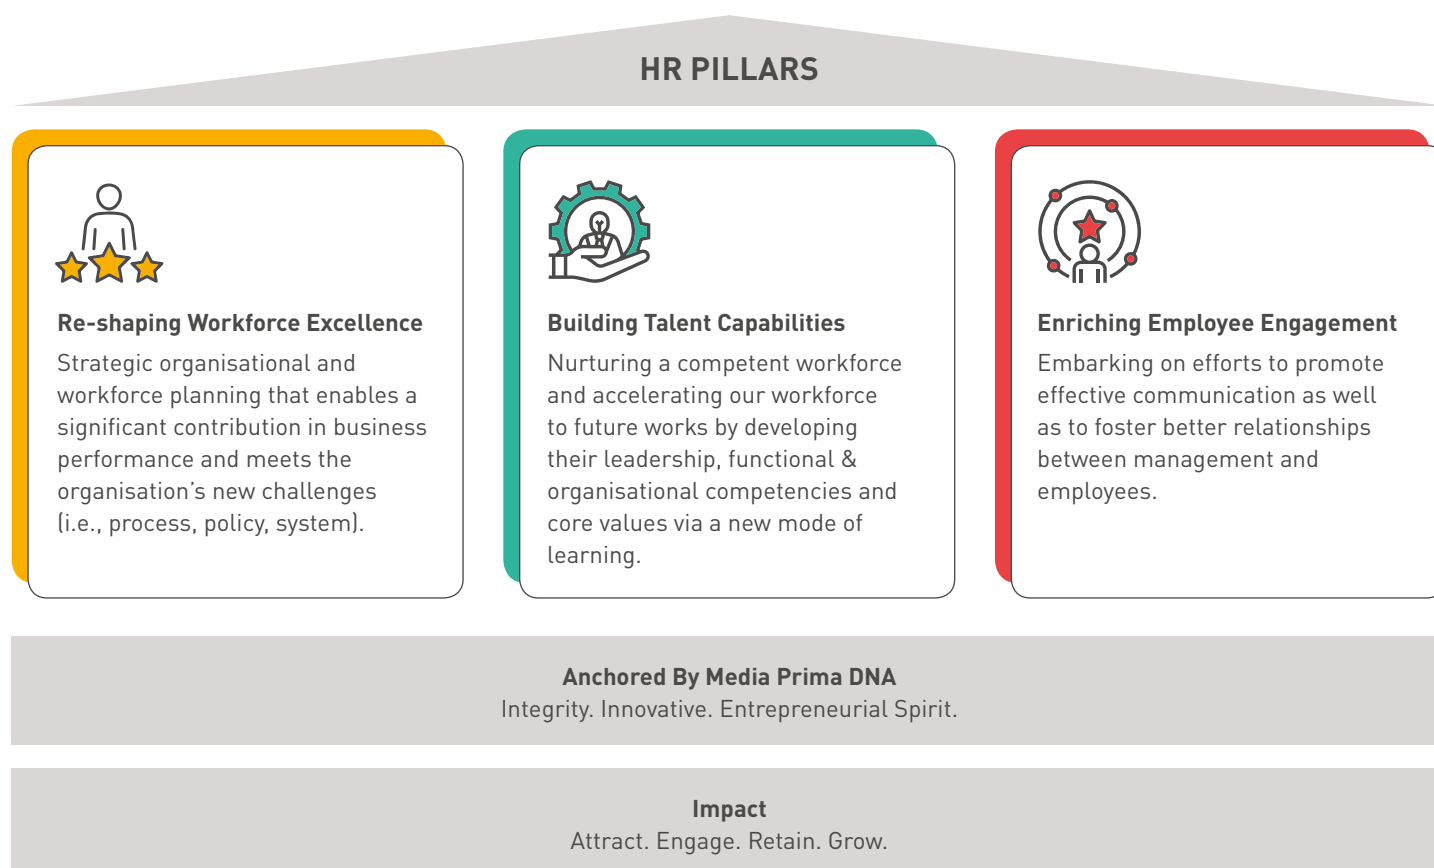 HR PILLARS
Re-shaping Workforce Excellence
Strategic organisational and
workforce planning that enables a
significant contribution in business
performance and meets the
organisation’s new challenges
(i.e., process, policy, system).
Building Talent Capabilities
Nurturing a competent workforce
and accelerating our workforce
to future works by developing
their leadership, functional &
organisational competencies and
core values via a new mode of
learning.
Enriching Employee Engagement
Embarking on efforts to promote
effective communication as well
as to foster better relationships
between management and
employees.
Anchored By Media Prima DNA
Integrity. Innovative. Entrepreneurial Spirit.
Impact
Attract. Engage. Retain. Grow.